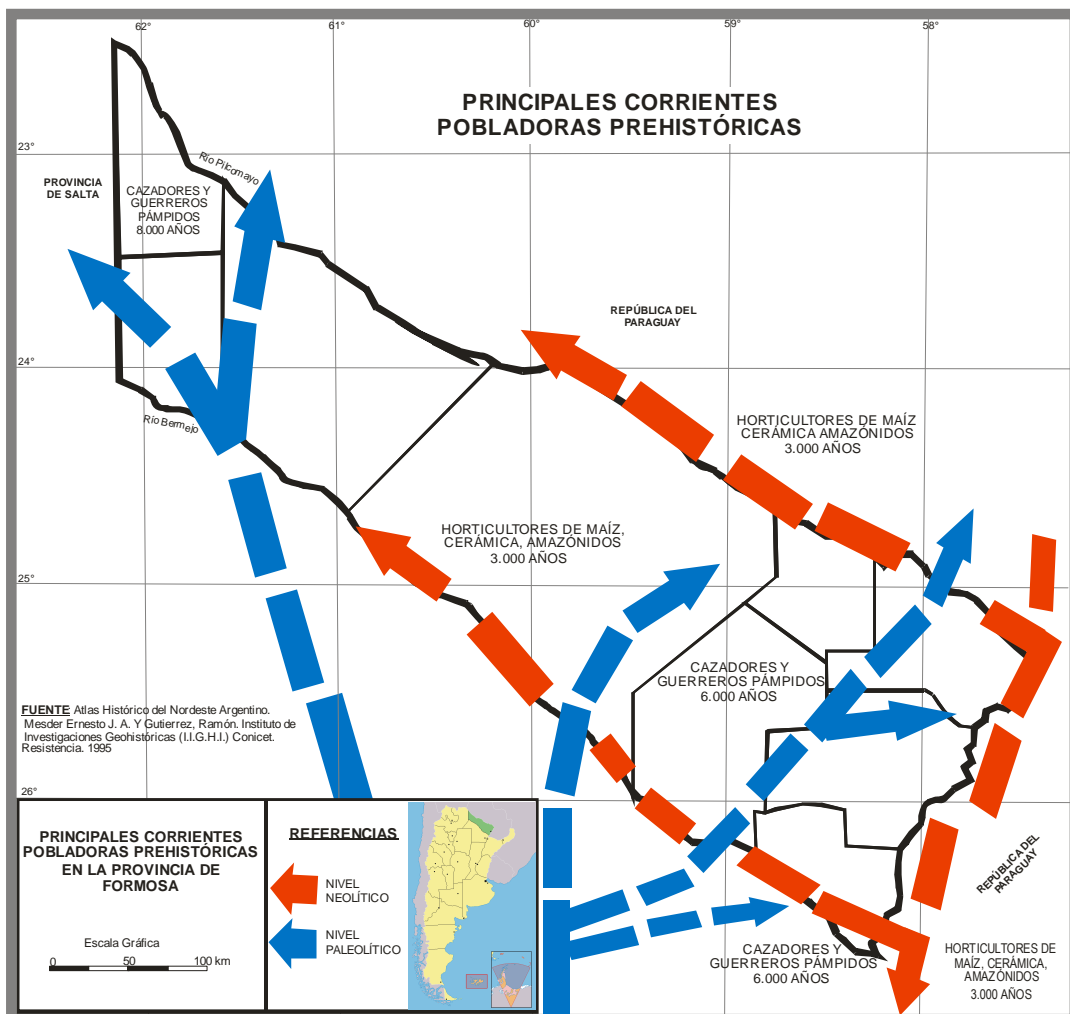 62°
61°
60°
59°
58°
PRINCIPALES CORRIENTES
POBLADORAS PREHISTÓRICAS
23°
Río Pilcomayo
PROVINCIA
DE SALTA
CAZADORES Y
GUERREROS
PÁMPIDOS
8.000 AÑOS
REPÚBLICA DEL
PARAGUAY
24°
Río Bermejo
HORTICULTORES DE MAÍZ
CERÁMICA AMAZÓNIDOS
3.000 AÑOS
HORTICULTORES DE MAÍZ,
CERÁMICA, AMAZÓNIDOS
3.000 AÑOS
25°
CAZADORES Y
GUERREROS PÁMPIDOS
6.000 AÑOS
FUENTE Atlas Histórico del Nordeste Argentino.
Mesder Ernesto J. A. Y Gutierrez, Ramón. Instituto de
Investigaciones Geohistóricas (I.I.G.H.I.) Conicet.
Resistencia. 1995
26°
PRINCIPALES CORRIENTES
POBLADORAS PREHISTÓRICAS
EN LA PROVINCIA DE
FORMOSA
Escala Gráfica
0 50 100 km
REFERENCIAS
NIVEL
NEOLÍTICO
NIVEL
PALEOLÍTICO
REPÚBLICA DEL
PARAGUAY
CAZADORES Y
GUERREROS PÁMPIDOS
6.000 AÑOS
HORTICULTORES DE
MAÍZ, CERÁMICA,
AMAZÓNIDOS
3.000 AÑOS